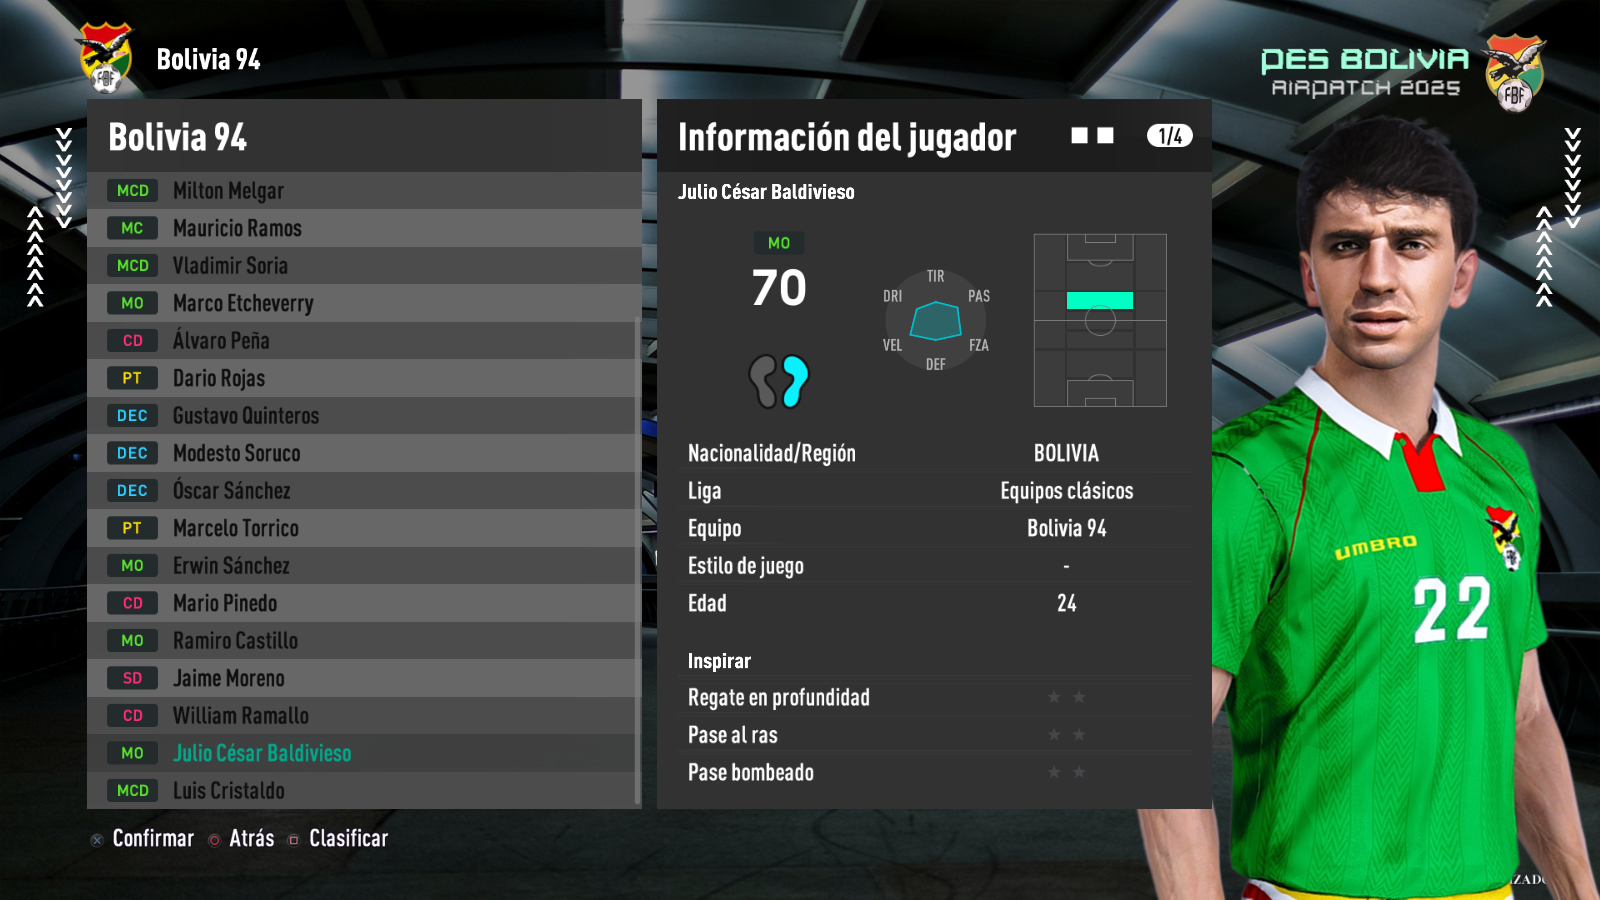 Bolivia 94
PES BOLIVIA
AIRPATCH 2025
FBF
FBF
Bolivia 94
MCD Milton Melgar
MC Mauricio Ramos
MCD Vladimir Soria
MO Marco Etcheverry
CD Álvaro Peña
PT Dario Rojas
DEC Gustavo Quinteros
DEC Modesto Soruco
DEC Óscar Sánchez
PT Marcelo Torrico
MO Erwin Sánchez
CD Mario Pinedo
MO Ramiro Castillo
SD Jaime Moreno
CD William Ramallo
MO Julio César Baldivieso
MCD Luis Cristaldo
Información del jugador 1/4
Julio César Baldivieso
MO
70
TIR
DRI PAS
VEL FZA
DEF
Nacionalidad/Región BOLIVIA
Liga Equipos clásicos
Equipo Bolivia 94
Estilo de juego -
Edad 24
Inspirar
Regate en profundidad ★ ★
Pase al ras ★ ★
Pase bombeado ★ ★
UMBRO
22
Confirmar Atrás Clasificar